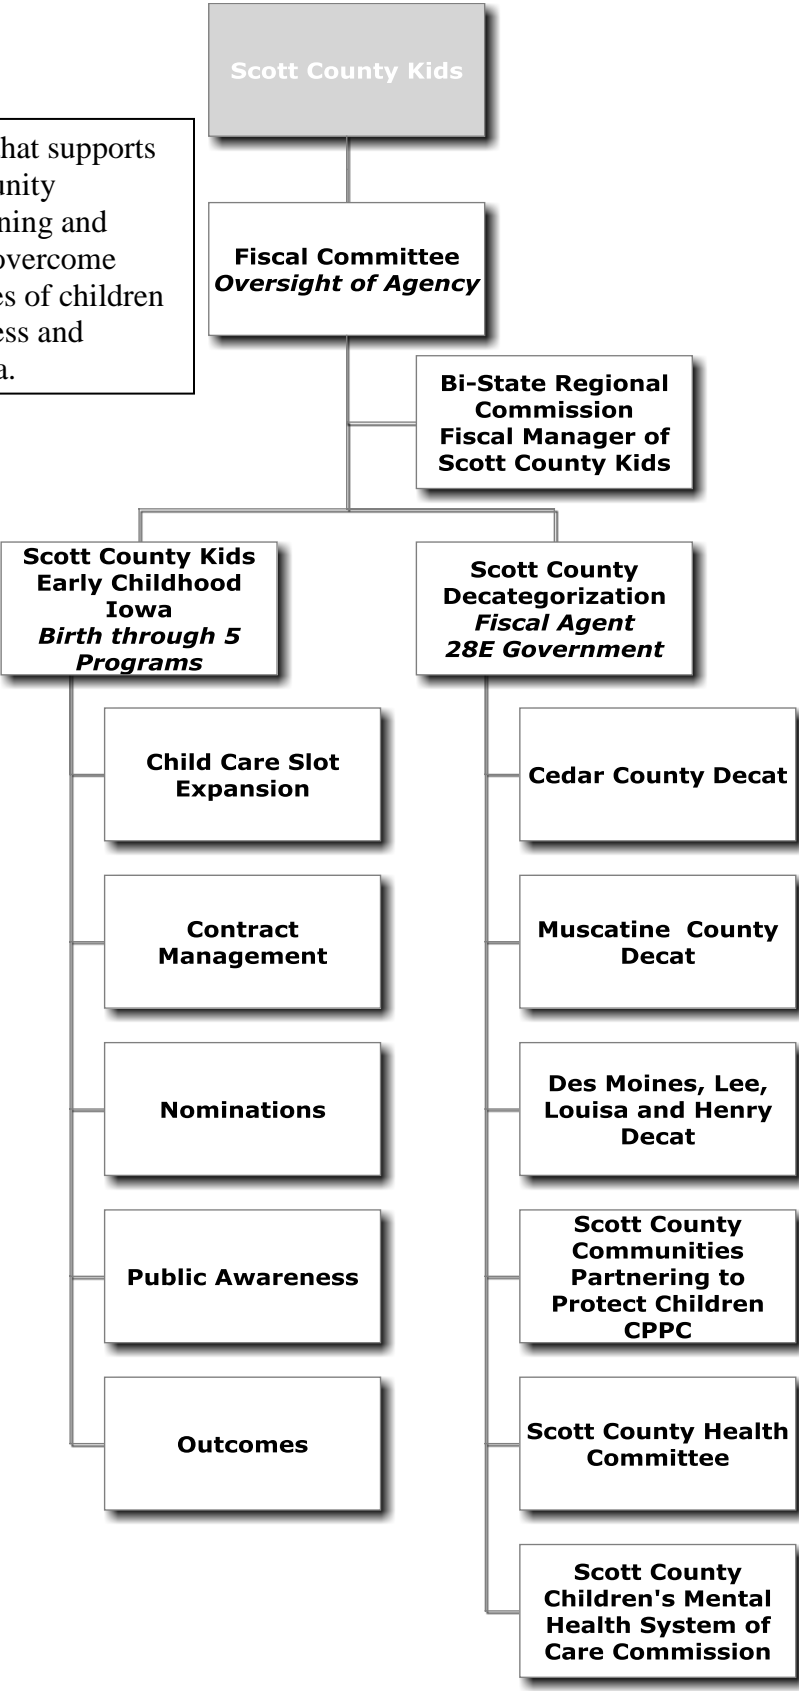 Scott County Kids
hat supports
unity
ning and
overcome
es of children
ess and
a.
Fiscal Committee
Oversight of Agency
Bi-State Regional
Commission
Fiscal Manager of
Scott County Kids
Scott County Kids
Early Childhood
Iowa
Birth through 5
Programs
Scott County
Decategorization
Fiscal Agent
28E Government
Child Care Slot
Expansion
Contract
Management
Nominations
Public Awareness
Outcomes
Cedar County Decat
Muscatine  County
Decat
Des Moines, Lee,
Louisa and Henry
Decat
Scott County
Communities
Partnering to
Protect Children
CPPC
Scott County Health
Committee
Scott County
Children's Mental
Health System of
Care Commission